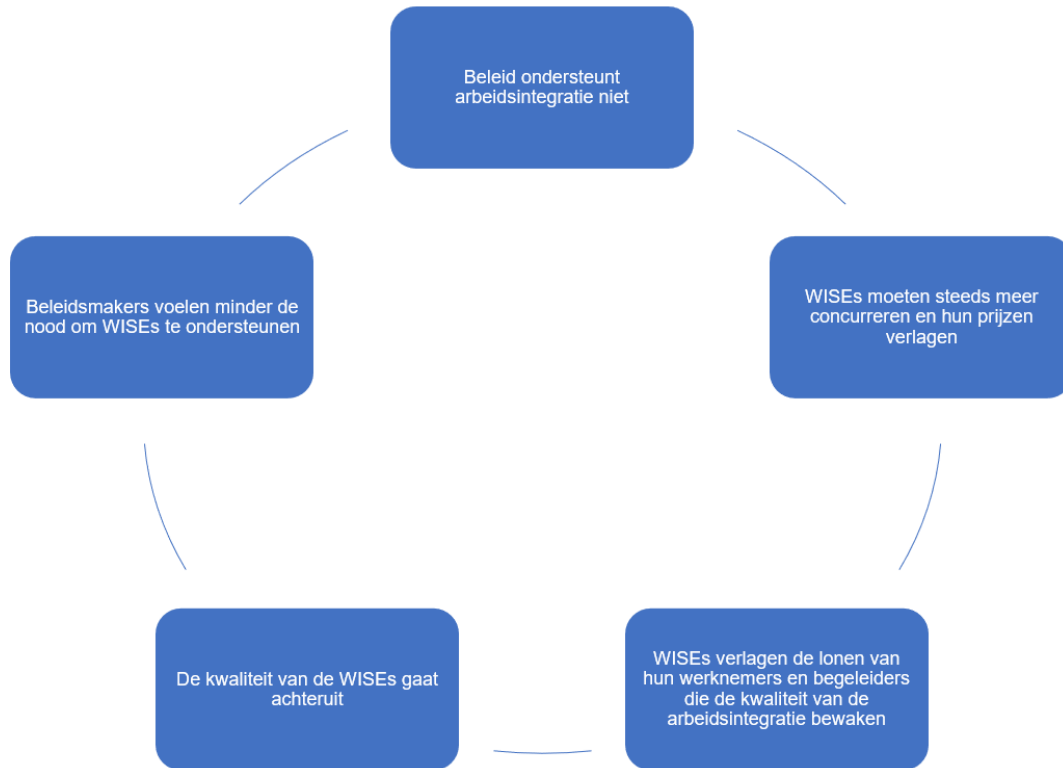 Beleid ondersteunt
arbeidsintegratie niet
WISEs moeten steeds meer
concurreren en hun prijzen
verlagen
WISEs verlagen de lonen van
hun werknemers en begeleiders
die de kwaliteit van de
arbeidsintegratie bewaken
De kwaliteit van de WISEs gaat
achteruit
Beleidsmakers voelen minder de
nood om WISEs te ondersteunen